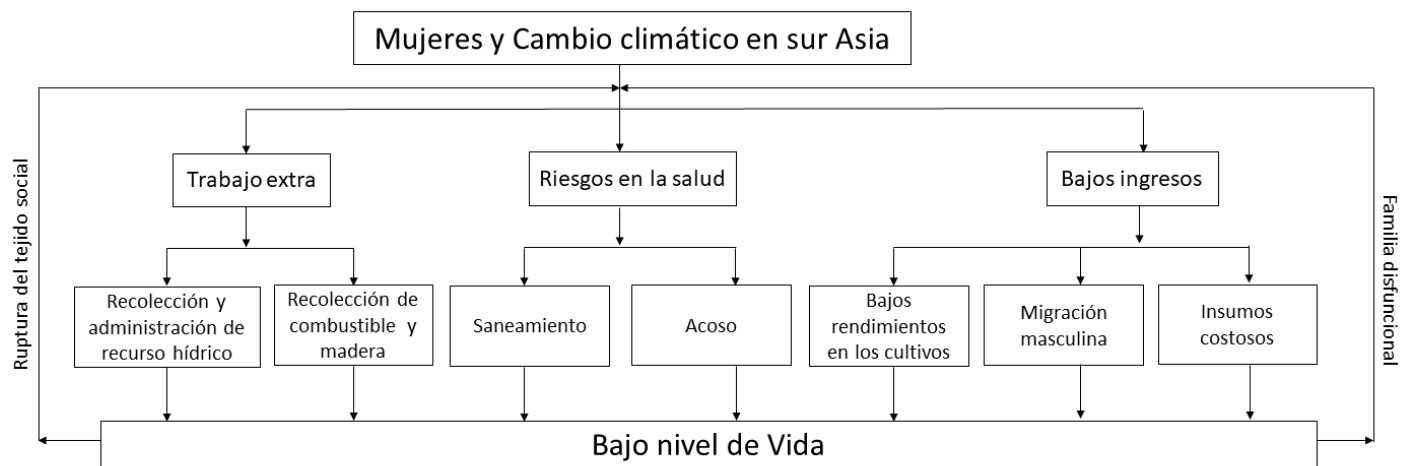 Mujeres y Cambio climático en sur Asia
Ruptura del tejido social
Familia disfuncional
Trabajo extra
Riesgos en la salud
Bajos ingresos
Recolección y
administración de
recurso hídrico
Recolección de
combustible y
madera
Saneamiento
Acoso
Bajos
rendimientos
en los cultivos
Migración
masculina
Insumos
costosos
Bajo nivel de Vida